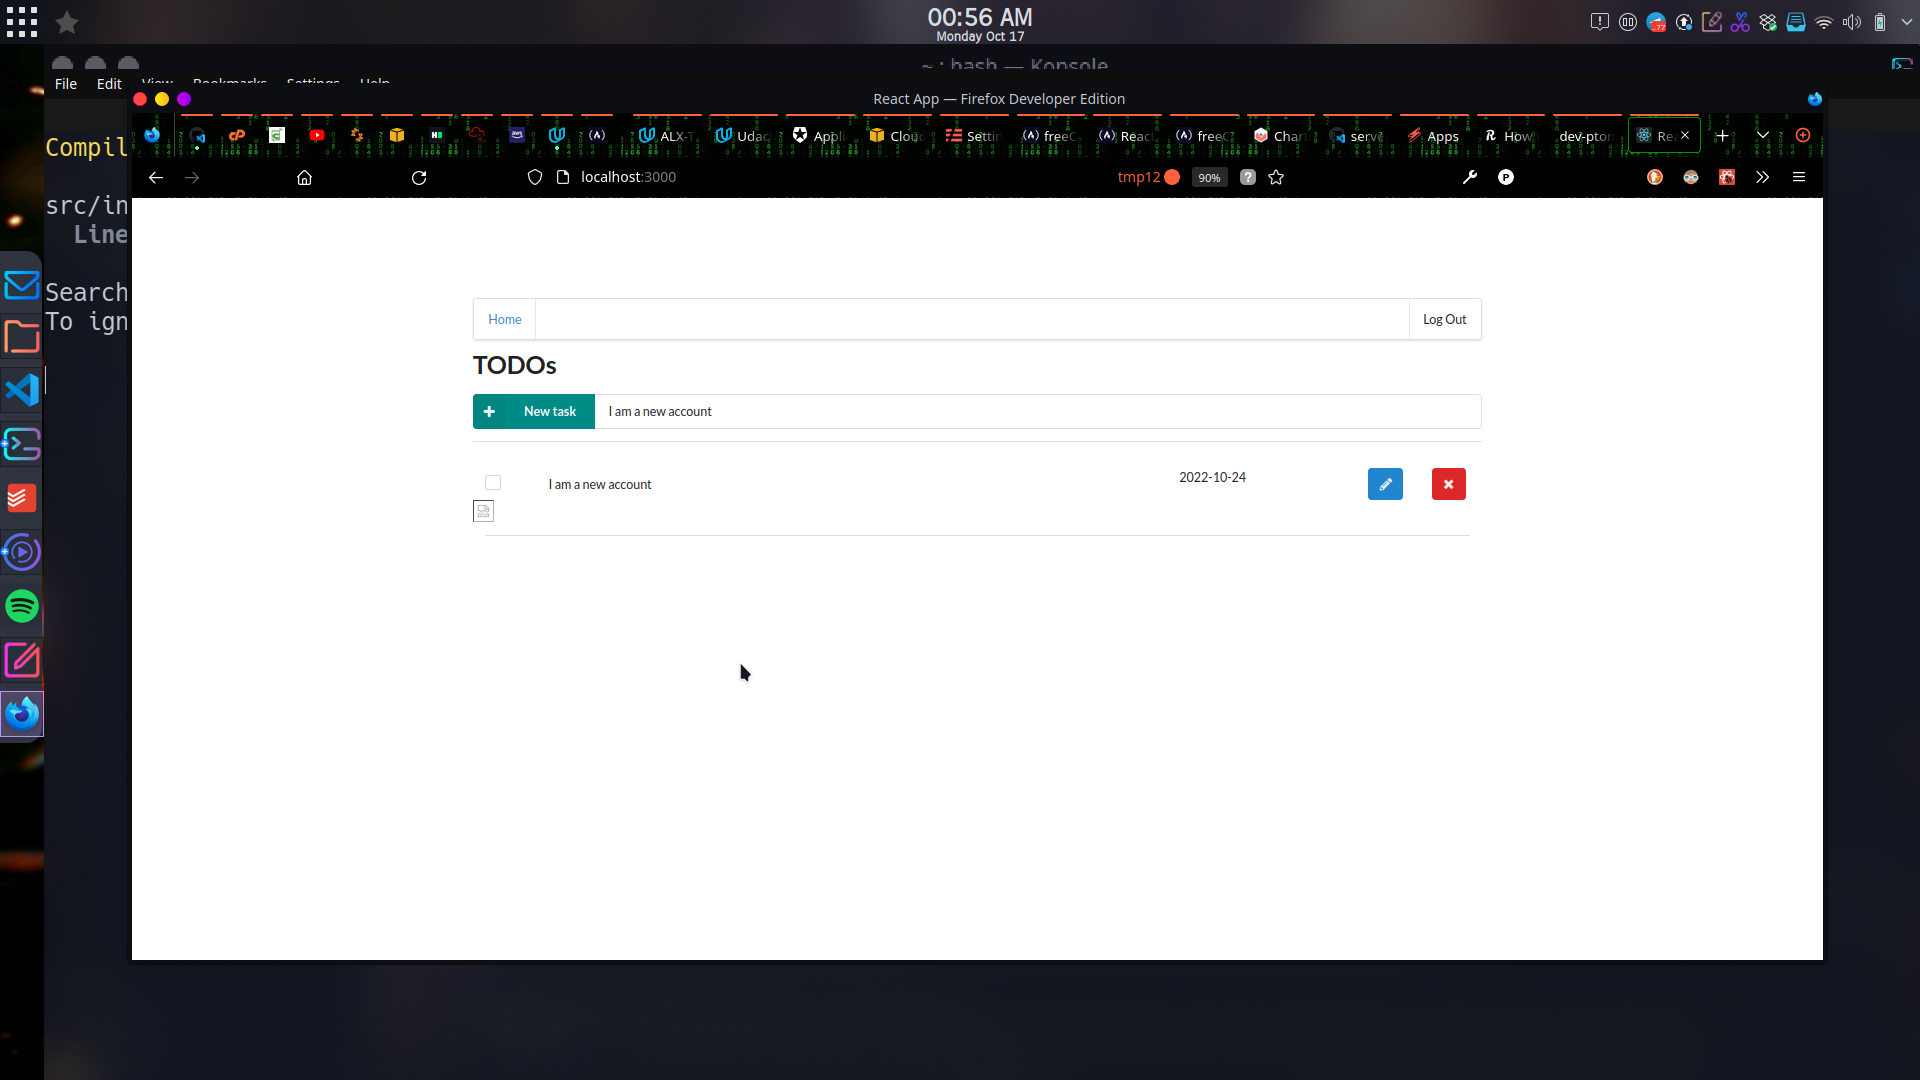 00:56 AM
Monday Oct 17
~ : bash — Konsole
File Edit View Bookmarks Settings Help
React App — Firefox Developer Edition
ALX-T Udac Appli Clou Settin freeC React freeC Char serve Apps How dev-pton Rea
localhost:3000 tmp12 90%
Compil
src/in
Line
Search
To ign
Home Log Out
TODOs
New task I am a new account
I am a new account 2022-10-24